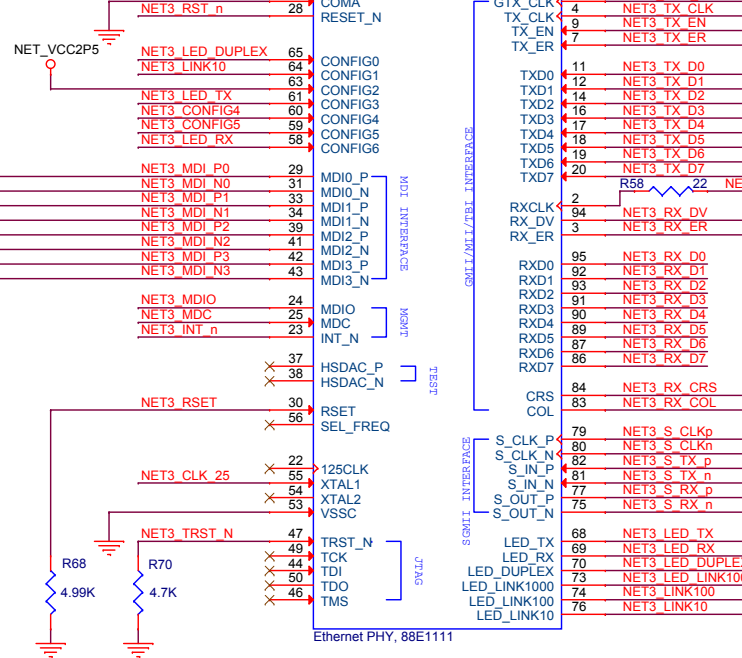 COMA
NET3_RST_n 28 RESET_N
GTX_CLK
TX_CLK 4 NET3_TX_CLK
TX_EN 9 NET3_TX_EN
TX_ER 7 NET3_TX_ER
NET_VCC2P5
NET3_LED_DUPLEX 65 CONFIG0
NET3_LINK10 64 CONFIG1
63 CONFIG2
NET3_LED_TX 61 CONFIG3
NET3_CONFIG4 60 CONFIG4
NET3_CONFIG5 59 CONFIG5
NET3_LED_RX 58 CONFIG6
TXD0 11 NET3_TX_D0
TXD1 12 NET3_TX_D1
TXD2 14 NET3_TX_D2
TXD3 16 NET3_TX_D3
TXD4 17 NET3_TX_D4
TXD5 18 NET3_TX_D5
TXD6 19 NET3_TX_D6
TXD7 20 NET3_TX_D7
NET3_MDI_P0 29 MDI0_P
NET3_MDI_N0 31 MDI0_N
NET3_MDI_P1 33 MDI1_P
NET3_MDI_N1 34 MDI1_N
NET3_MDI_P2 39 MDI2_P
NET3_MDI_N2 41 MDI2_N
NET3_MDI_P3 42 MDI3_P
NET3_MDI_N3 43 MDI3_N
MDI INTERFACE
GMII/MII/TBI INTERFACE
R58 22 NE
RXCLK 2
RX_DV 94 NET3_RX_DV
RX_ER 3 NET3_RX_ER
RXD0 95 NET3_RX_D0
RXD1 92 NET3_RX_D1
RXD2 93 NET3_RX_D2
RXD3 91 NET3_RX_D3
RXD4 90 NET3_RX_D4
RXD5 89 NET3_RX_D5
RXD6 87 NET3_RX_D6
RXD7 86 NET3_RX_D7
NET3_MDIO 24 MDIO
NET3_MDC 25 MDC
NET3_INT_n 23 INT_N
MGMT
37 HSDAC_P
38 HSDAC_N
TEST
CRS 84 NET3_RX_CRS
COL 83 NET3_RX_COL
NET3_RSET 30 RSET
56 SEL_FREQ
S_CLK_P 79 NET3_S_CLKp
S_CLK_N 80 NET3_S_CLKn
S_IN_P 82 NET3_S_TX_p
S_IN_N 81 NET3_S_TX_n
S_OUT_P 77 NET3_S_RX_p
S_OUT_N 75 NET3_S_RX_n
SGMII INTERFACE
22 125CLK
NET3_CLK_25 55 XTAL1
54 XTAL2
53 VSSC
NET3_TRST_N 47 TRST_N
49 TCK
44 TDI
50 TDO
46 TMS
JTAG
LED_TX 68 NET3_LED_TX
LED_RX 69 NET3_LED_RX
LED_DUPLEX 70 NET3_LED_DUPLE
LED_LINK1000 73 NET3_LED_LINK100
LED_LINK100 74 NET3_LINK100
LED_LINK10 76 NET3_LINK10
R68
4.99K
R70
4.7K
Ethernet PHY, 88E1111